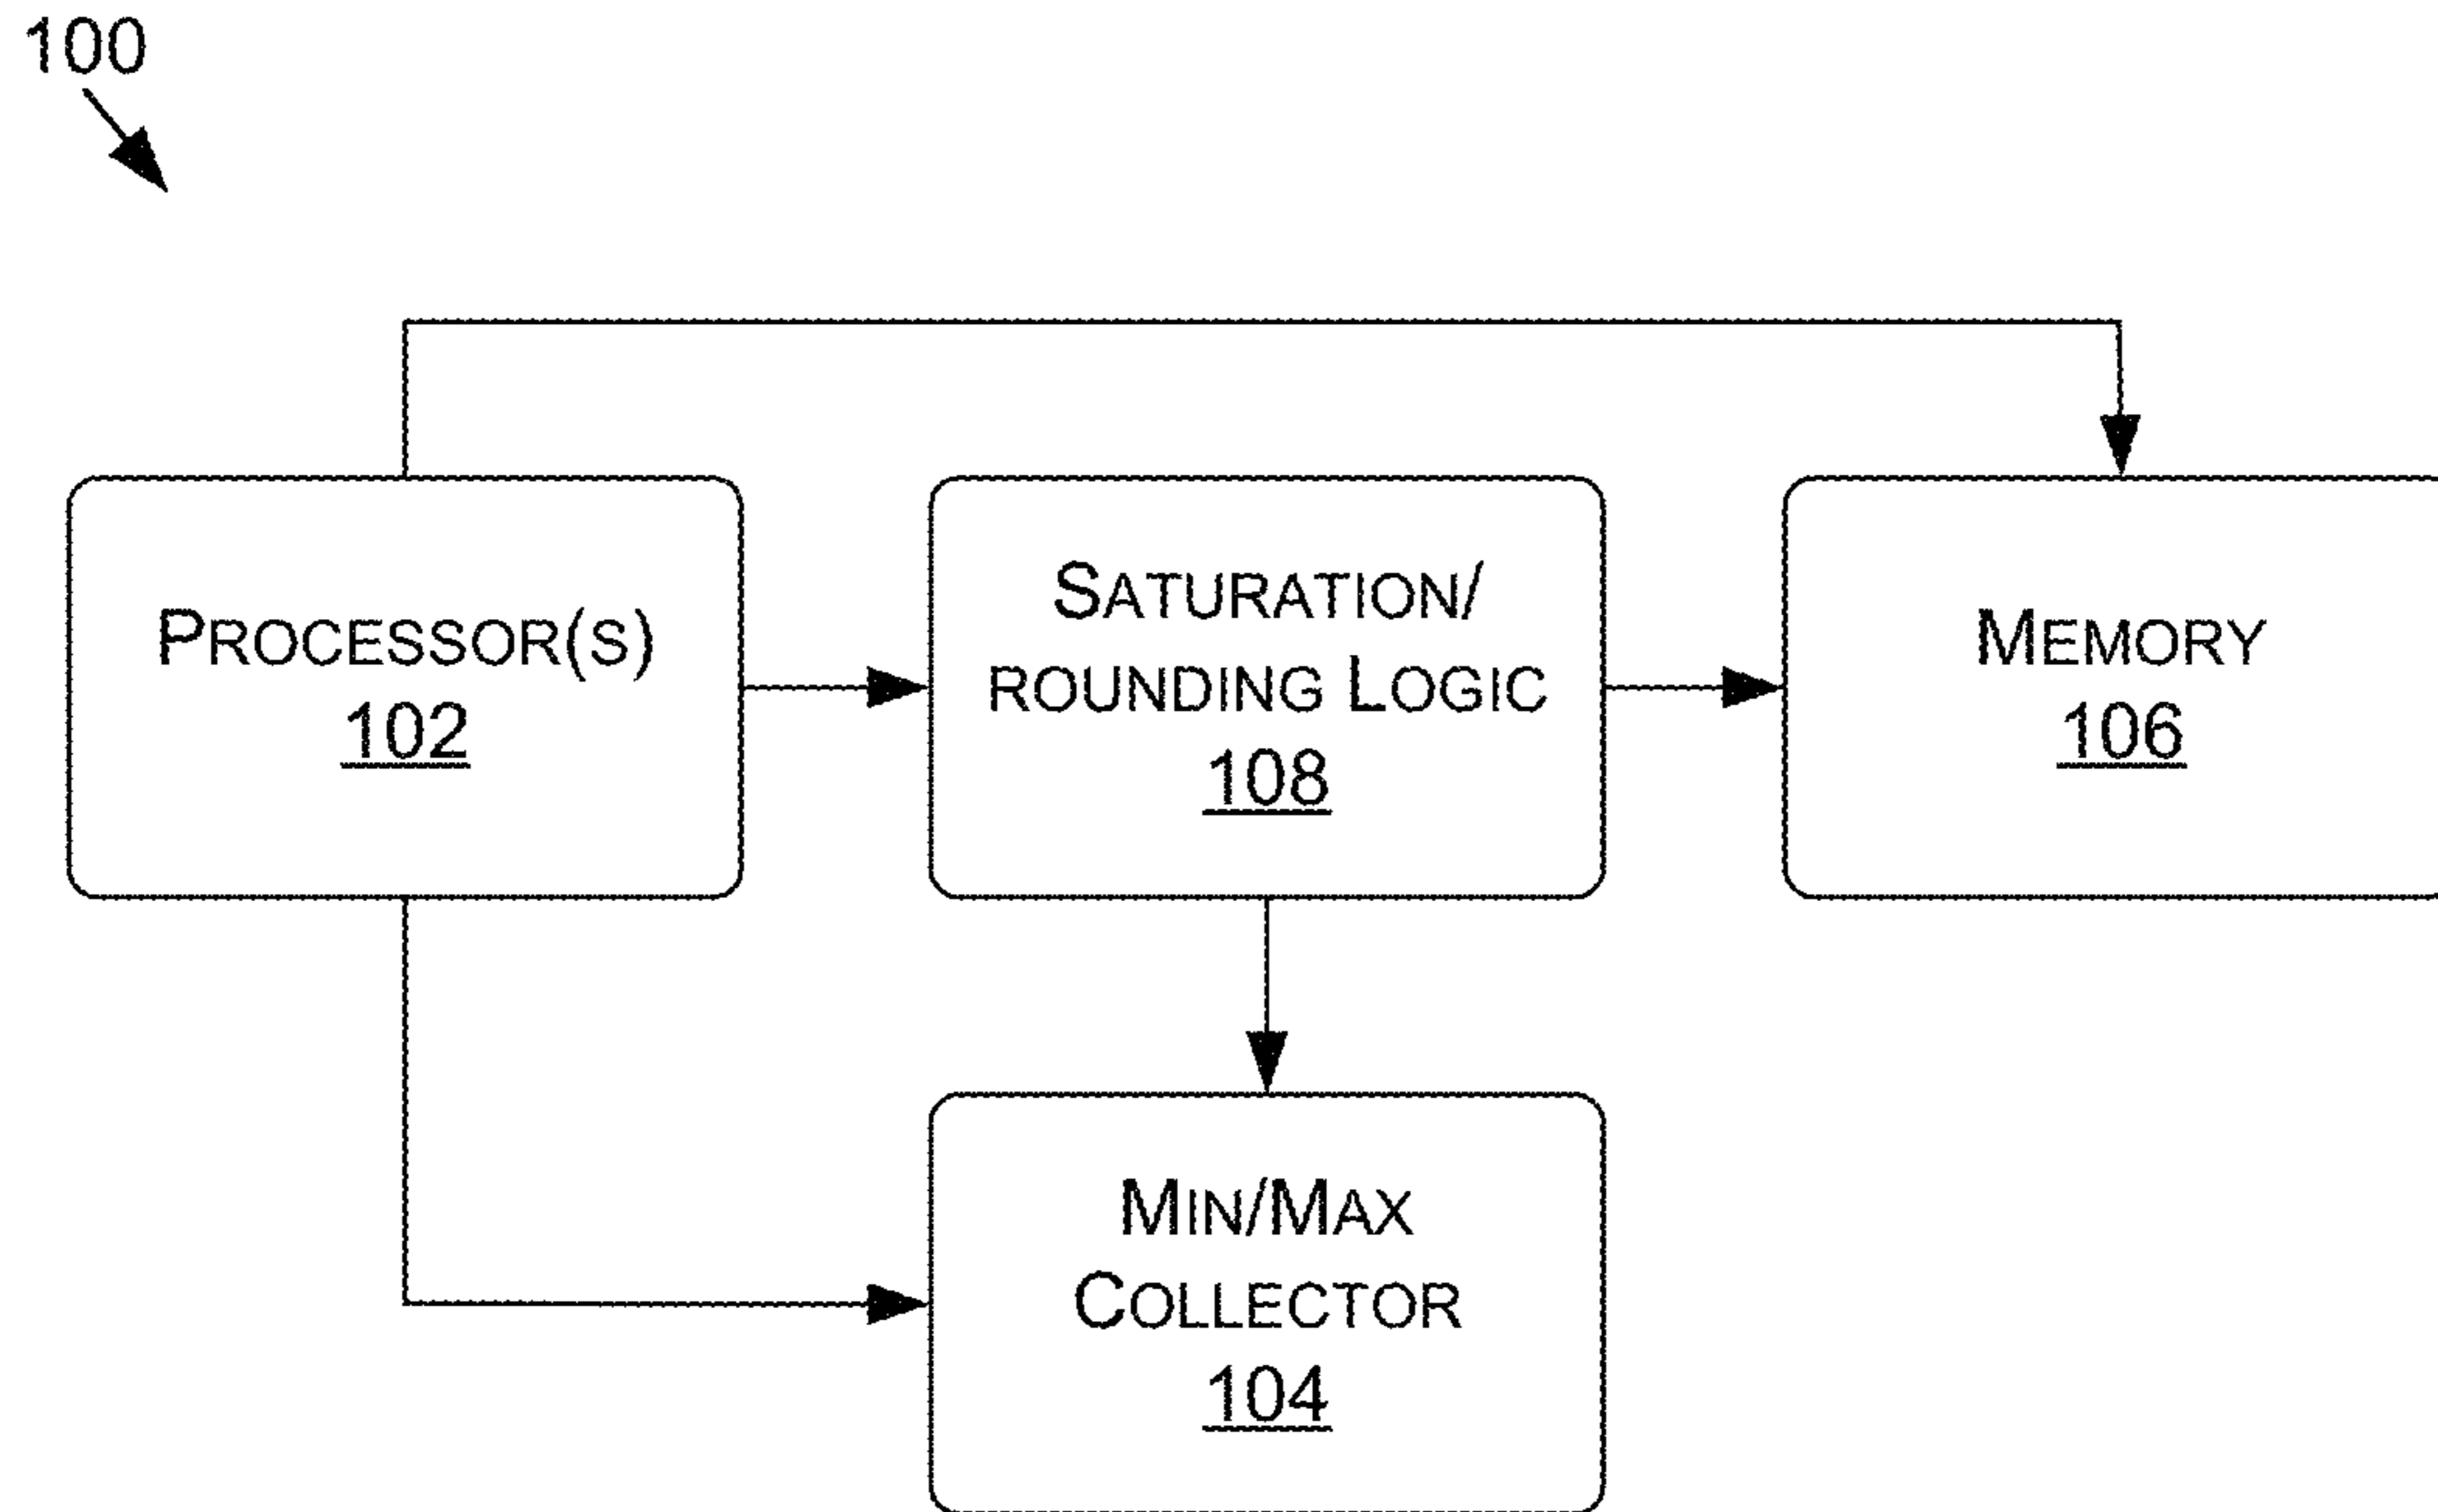 100
PROCESSOR(S)
102
SATURATION/
ROUNDING LOGIC
108
MEMORY
106
MIN/MAX
COLLECTOR
104